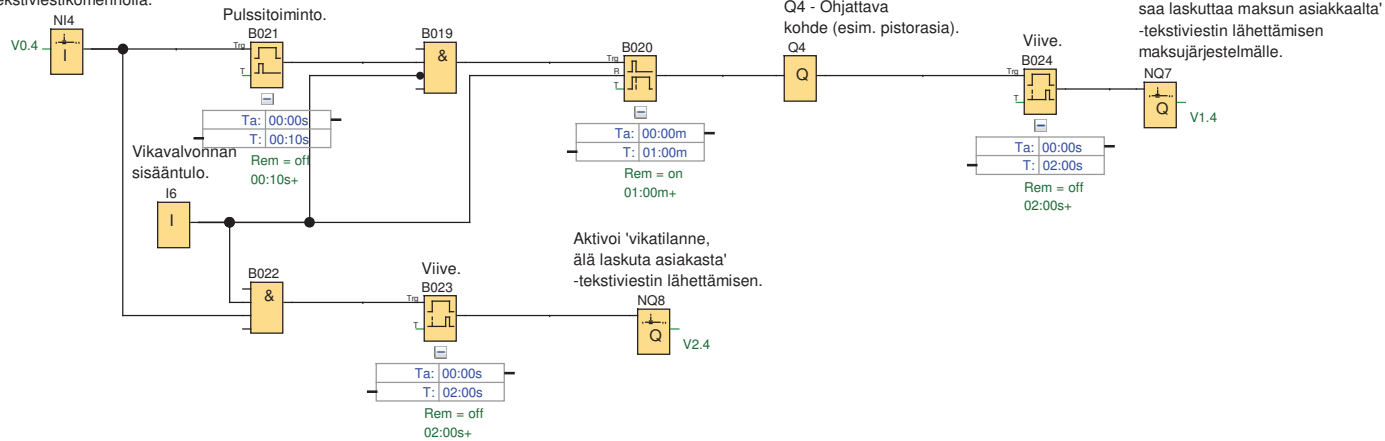 NI4
V0.4
I
Pulssitoiminto.
B021
Trg
T
Ta: 00:00s
T: 00:10s
Rem = off
00:10s+
B019
&
B020
Trg
R
T
Ta: 00:00m
T: 01:00m
Rem = on
01:00m+
Q4 - Ohjattava
kohde (esim. pistorasia).
Q4
Q
Viive.
B024
Trg
T
Ta: 00:00s
T: 02:00s
Rem = off
02:00s+
saa laskuttaa maksun asiakkaalta'
-tekstiviestin lähettämisen
maksujärjestelmälle.
NQ7
Q
V1.4
Vikavalvonnan
sisääntulo.
I6
I
B022
&
Viive.
B023
Trg
T
Ta: 00:00s
T: 02:00s
Rem = off
02:00s+
Aktivoi 'vikatilanne,
älä laskuta asiakasta'
-tekstiviestin lähettämisen.
NQ8
Q
V2.4